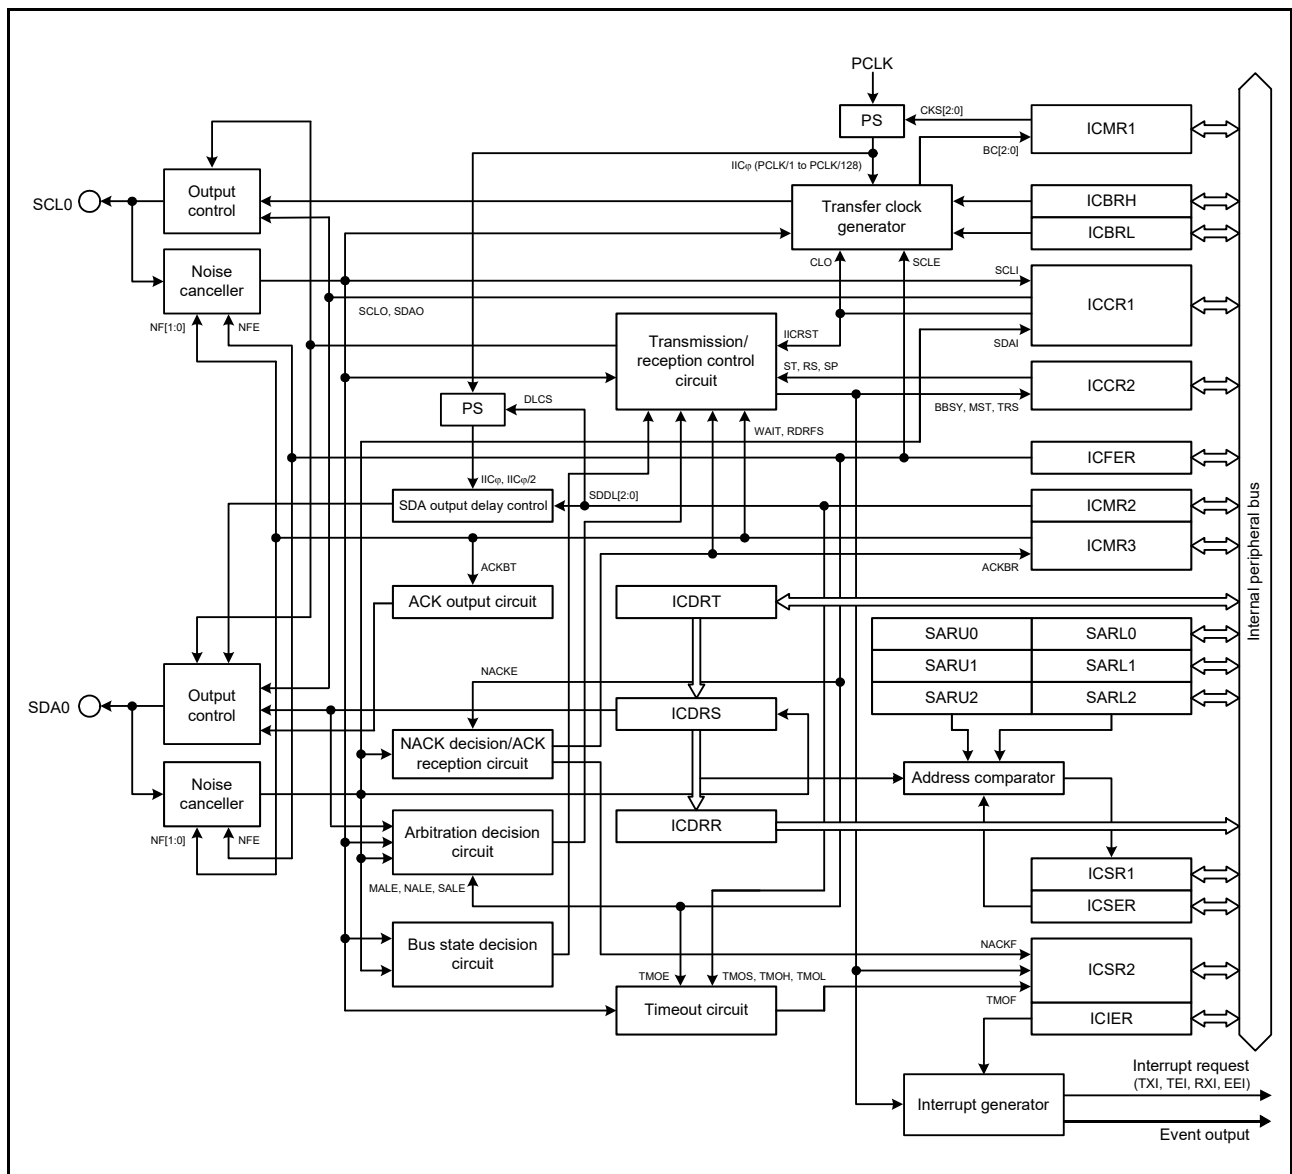 PCLK
PS
CKS[2:0]
ICMR1
BC[2:0]
IICφ (PCLK/1 to PCLK/128)
SCL0
Output
control
Transfer clock
generator
ICBRH
ICBRL
Noise
canceller
CLO
SCLE
SCLI
ICCR1
SCLO, SDAO
NF[1:0]
NFE
Transmission/
reception control
circuit
IICRST
SDAI
ST, RS, SP
ICCR2
BBSY, MST, TRS
PS
DLCS
WAIT, RDRFS
ICFER
IICφ, IICφ/2
SDA output delay control
SDDL[2:0]
ICMR2
ICMR3
ACKBR
ACKBT
ACK output circuit
ICDRT
Internal peripheral bus
SARU0
SARL0
SARU1
SARL1
SARU2
SARL2
NACKE
SDA0
Output
control
ICDRS
NACK decision/ACK
reception circuit
Address comparator
Noise
canceller
ICDRR
Arbitration decision
circuit
NF[1:0]
NFE
MALE, NALE, SALE
ICSR1
ICSER
Bus state decision
circuit
NACKF
ICSR2
TMOE
TMOS, TMOH, TMOL
Timeout circuit
TMOF
ICIER
Interrupt generator
Interrupt request
(TXI, TEI, RXI, EEI)
Event output